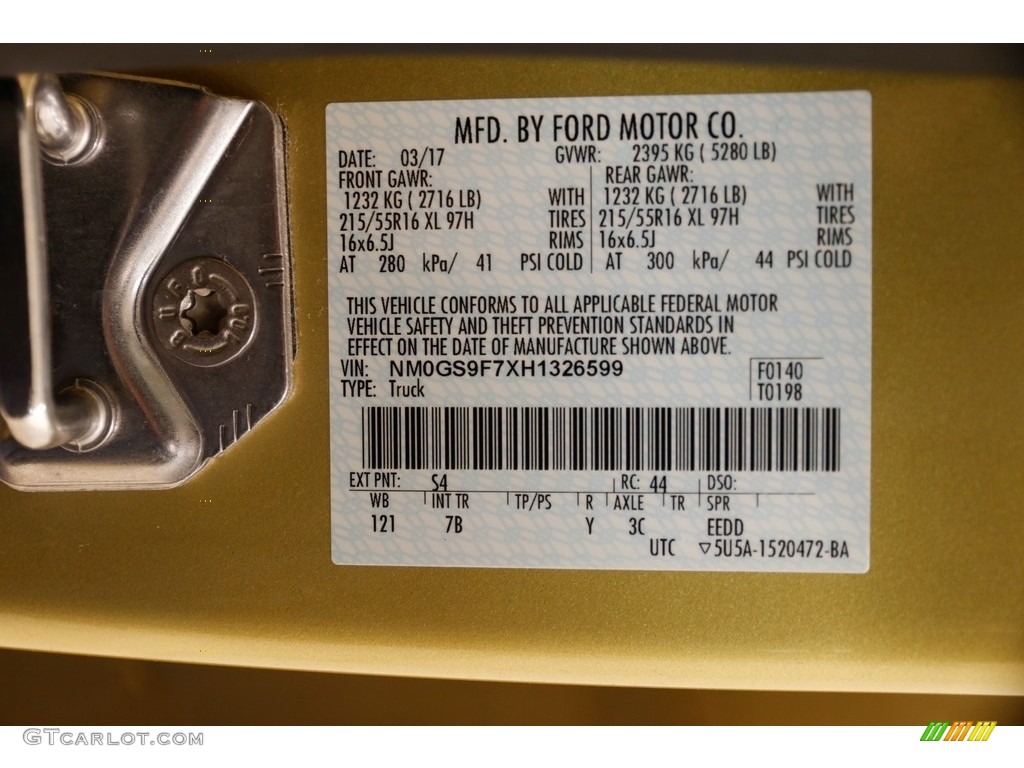 MFD. BY FORD MOTOR CO.
DATE: 03/17 GVWR: 2395 KG ( 5280 LB)
FRONT GAWR: REAR GAWR:
1232 KG ( 2716 LB) WITH 1232 KG ( 2716 LB) WITH
215/55R16 XL 97H TIRES 215/55R16 XL 97H TIRES
16x6.5J RIMS 16x6.5J RIMS
AT 280 kPa/ 41 PSI COLD AT 300 kPa/ 44 PSI COLD
THIS VEHICLE CONFORMS TO ALL APPLICABLE FEDERAL MOTOR
VEHICLE SAFETY AND THEFT PREVENTION STANDARDS IN
EFFECT ON THE DATE OF MANUFACTURE SHOWN ABOVE.
VIN: NM0GS9F7XH1326599 F0140
TYPE: Truck T0198
EXT PNT: S4 RC: 44 DSO:
WB INT TR TP/PS R AXLE TR SPR
121 7B Y 3C EEDD
UTC ▽5U5A-1520472-BA
GTCARLOT.COM